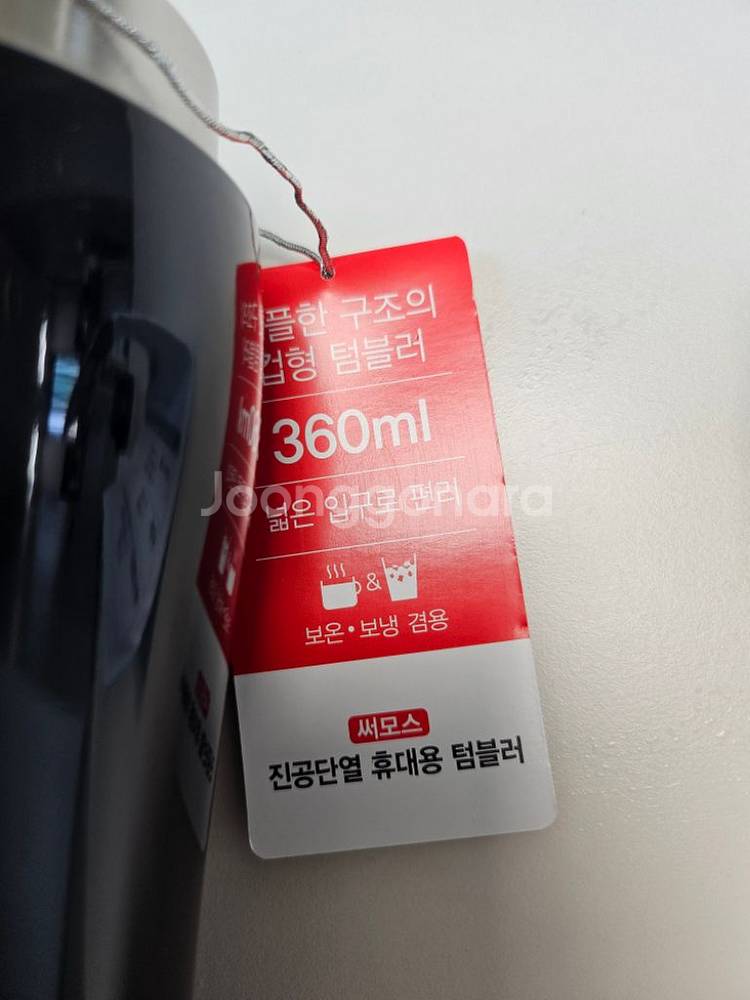 플한 구조의
컵형 텀블러
360ml
넓은 입구로 편리
Joonggonara
&
보온•보냉 겸용
써모스
진공단열 휴대용 텀블러